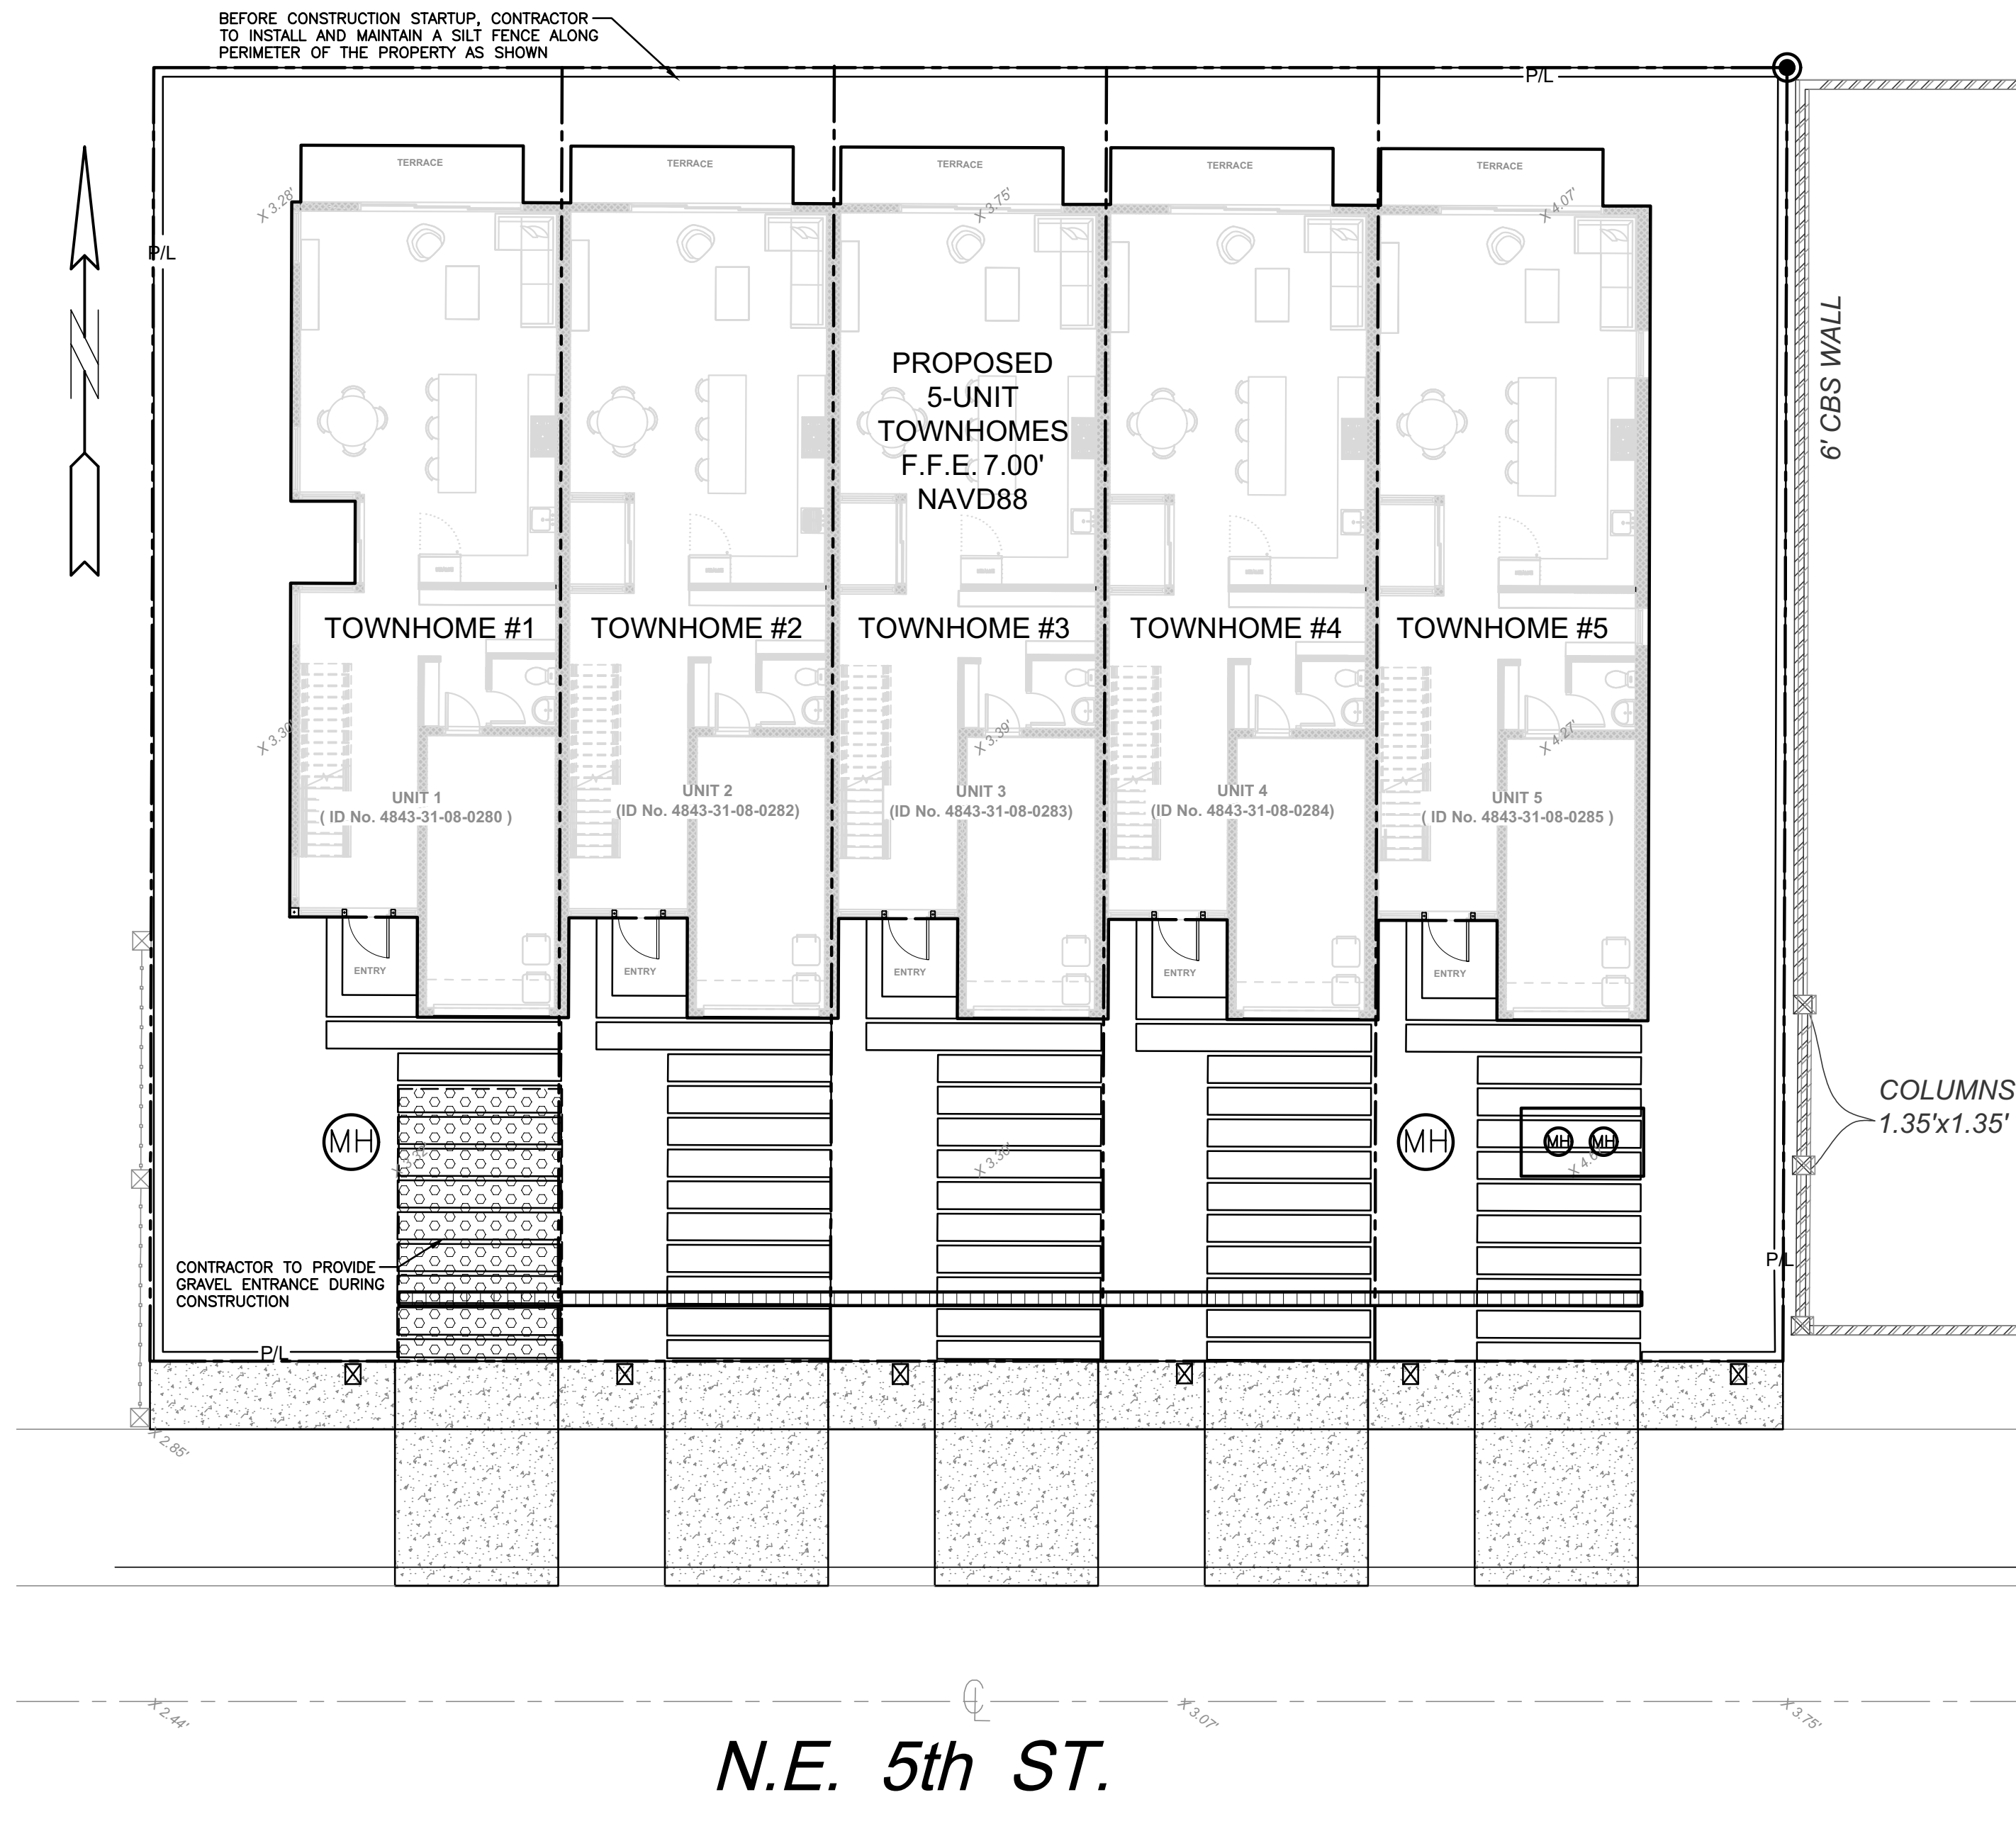 BEFORE CONSTRUCTION STARTUP, CONTRACTOR
TO INSTALL AND MAINTAIN A SILT FENCE ALONG
PERIMETER OF THE PROPERTY AS SHOWN
P/L
TERRACE
TERRACE
TERRACE
TERRACE
TERRACE
X 3.28'
X 3.75'
X 4.07'
P/L
N
6' CBS WALL
PROPOSED
5-UNIT
TOWNHOMES
F.F.E. 7.00'
NAVD88
TOWNHOME #1
TOWNHOME #2
TOWNHOME #3
TOWNHOME #4
TOWNHOME #5
X 3.30'
X 3.39'
X 4.27'
UNIT 1
( ID No. 4843-31-08-0280 )
UNIT 2
(ID No. 4843-31-08-0282)
UNIT 3
(ID No. 4843-31-08-0283)
UNIT 4
(ID No. 4843-31-08-0284)
UNIT 5
( ID No. 4843-31-08-0285 )
ENTRY
ENTRY
ENTRY
ENTRY
ENTRY
COLUMNS
1.35'x1.35'
MH
MH
MH
MH
X 3.38'
CONTRACTOR TO PROVIDE
GRAVEL ENTRANCE DURING
CONSTRUCTION
P/L
P/L
X 2.85'
CL
X 2.44'
X 3.07'
X 3.75'
N.E. 5th ST.